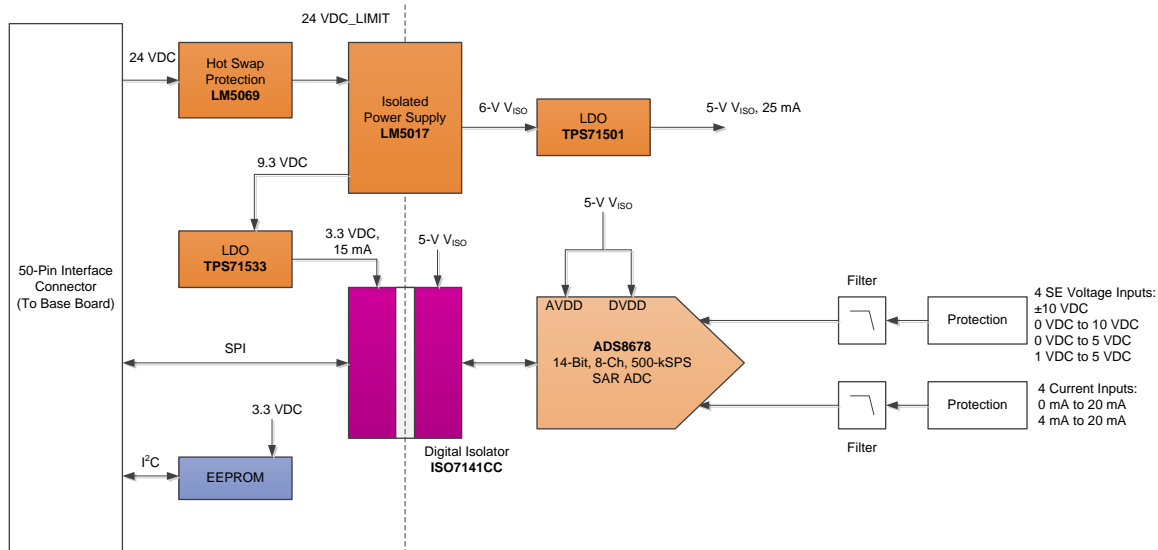 24 VDC_LIMIT
24 VDC
Hot Swap
Protection
LM5069
Isolated
Power Supply
LM5017
6-V VISO
LDO
TPS71501
5-V VISO, 25 mA
9.3 VDC
LDO
TPS71533
3.3 VDC,
15 mA
5-V VISO
5-V VISO
50-Pin Interface
Connector
(To Base Board)
AVDD
DVDD
ADS8678
14-Bit, 8-Ch, 500-kSPS
SAR ADC
Filter
Protection
4 SE Voltage Inputs:
±10 VDC
0 VDC to 10 VDC
0 VDC to 5 VDC
1 VDC to 5 VDC
SPI
Protection
4 Current Inputs:
0 mA to 20 mA
4 mA to 20 mA
Filter
3.3 VDC
Digital Isolator
ISO7141CC
I²C
EEPROM